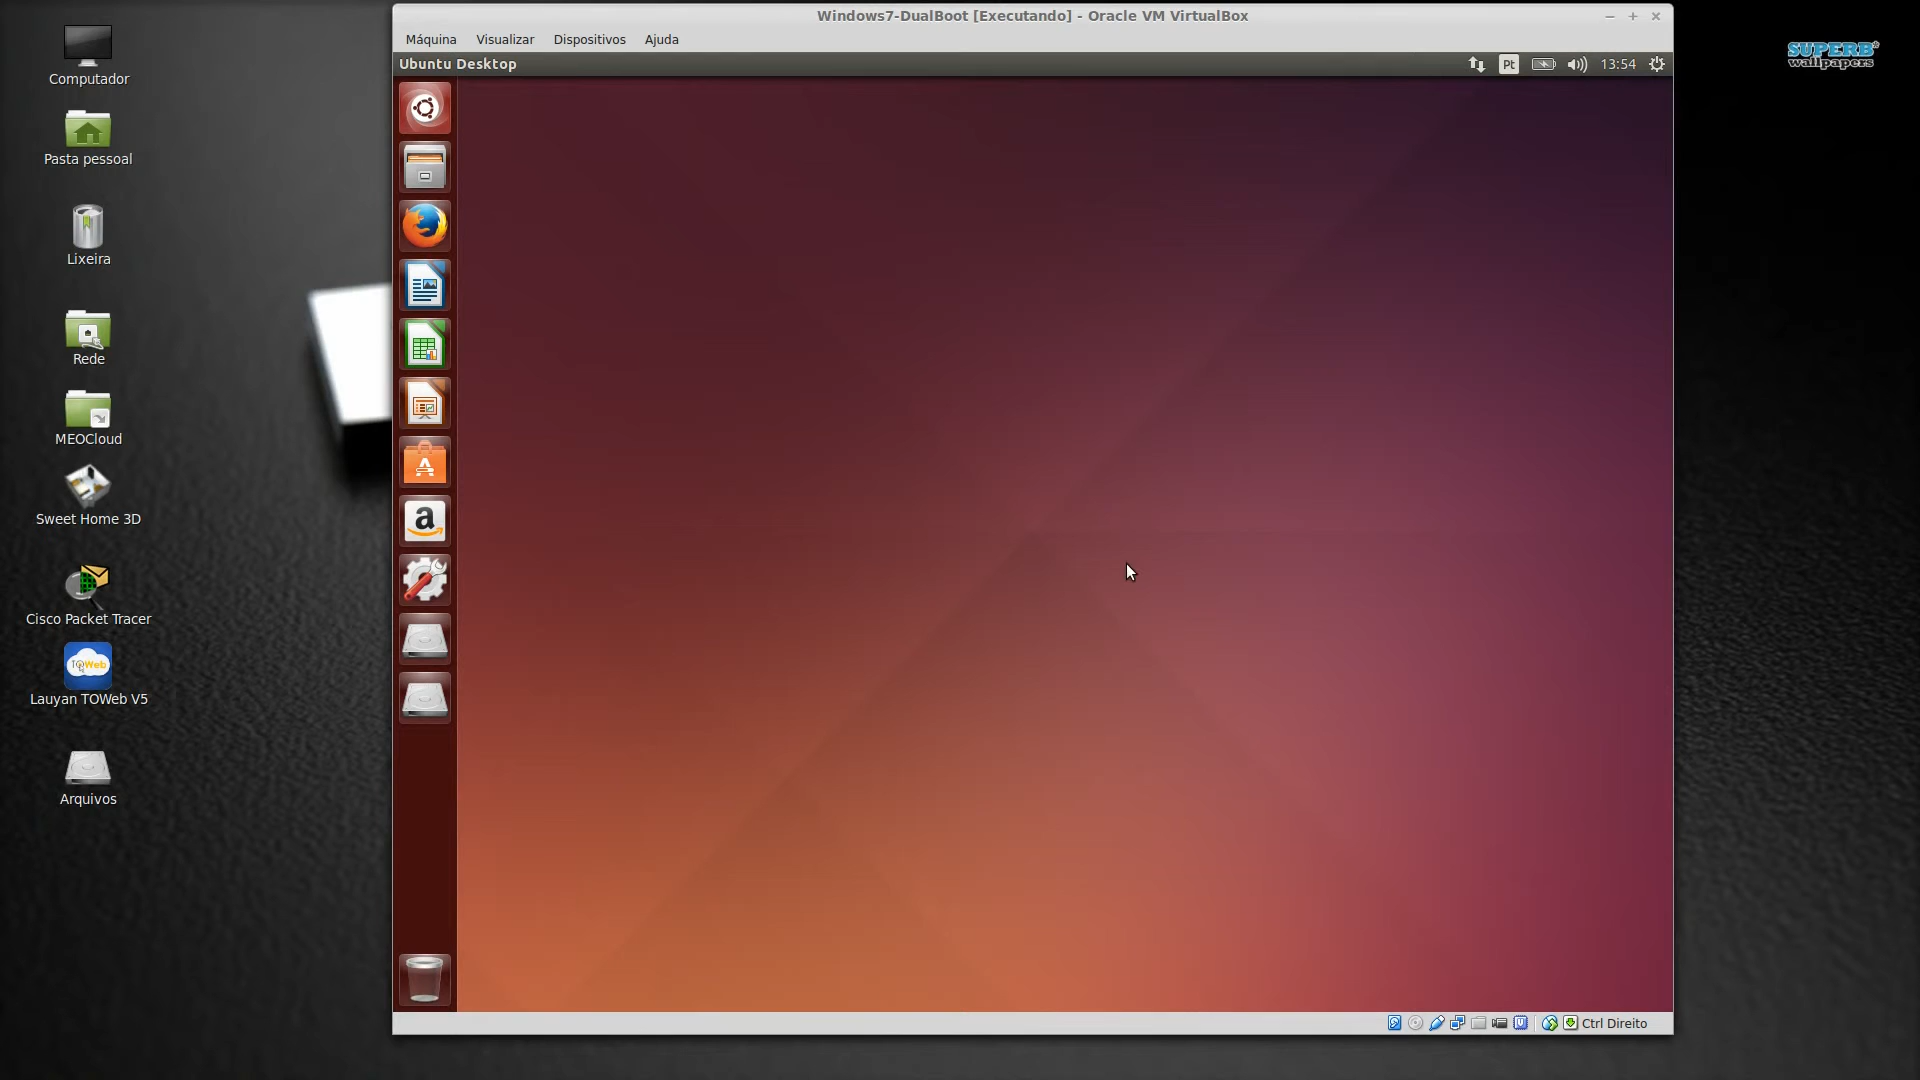 Windows7-DualBoot [Executando] - Oracle VM VirtualBox
Máquina Visualizar Dispositivos Ajuda
Ubuntu Desktop
Pt
13:54
Computador
Pasta pessoal
Lixeira
Rede
MEOCloud
Sweet Home 3D
Cisco Packet Tracer
TOWeb
Lauyan TOWeb V5
Arquivos
a
SUPERB
wallpapers
Ctrl Direito